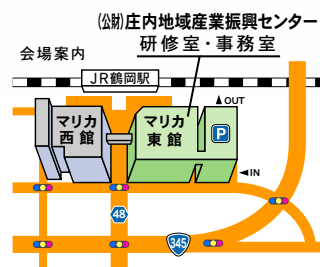 (公財)庄内地域産業振興センター
研修室・事務室
会場案内
JR鶴岡駅
OUT
マリカ
西館
マリカ
東館
P
IN
48
345